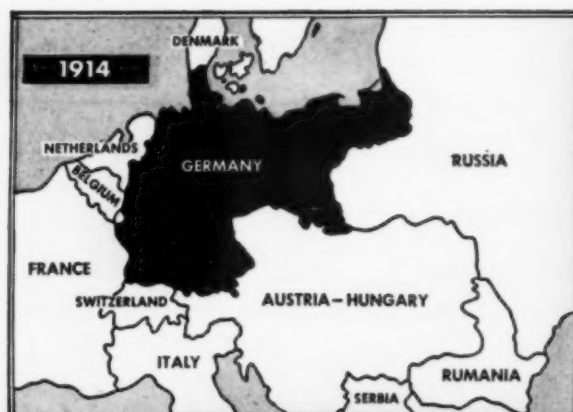 DENMARK
1914
NETHERLANDS
GERMANY
RUSSIA
BELGIUM
FRANCE
SWITZERLAND
AUSTRIA-HUNGARY
ITALY
RUMANIA
SERBIA